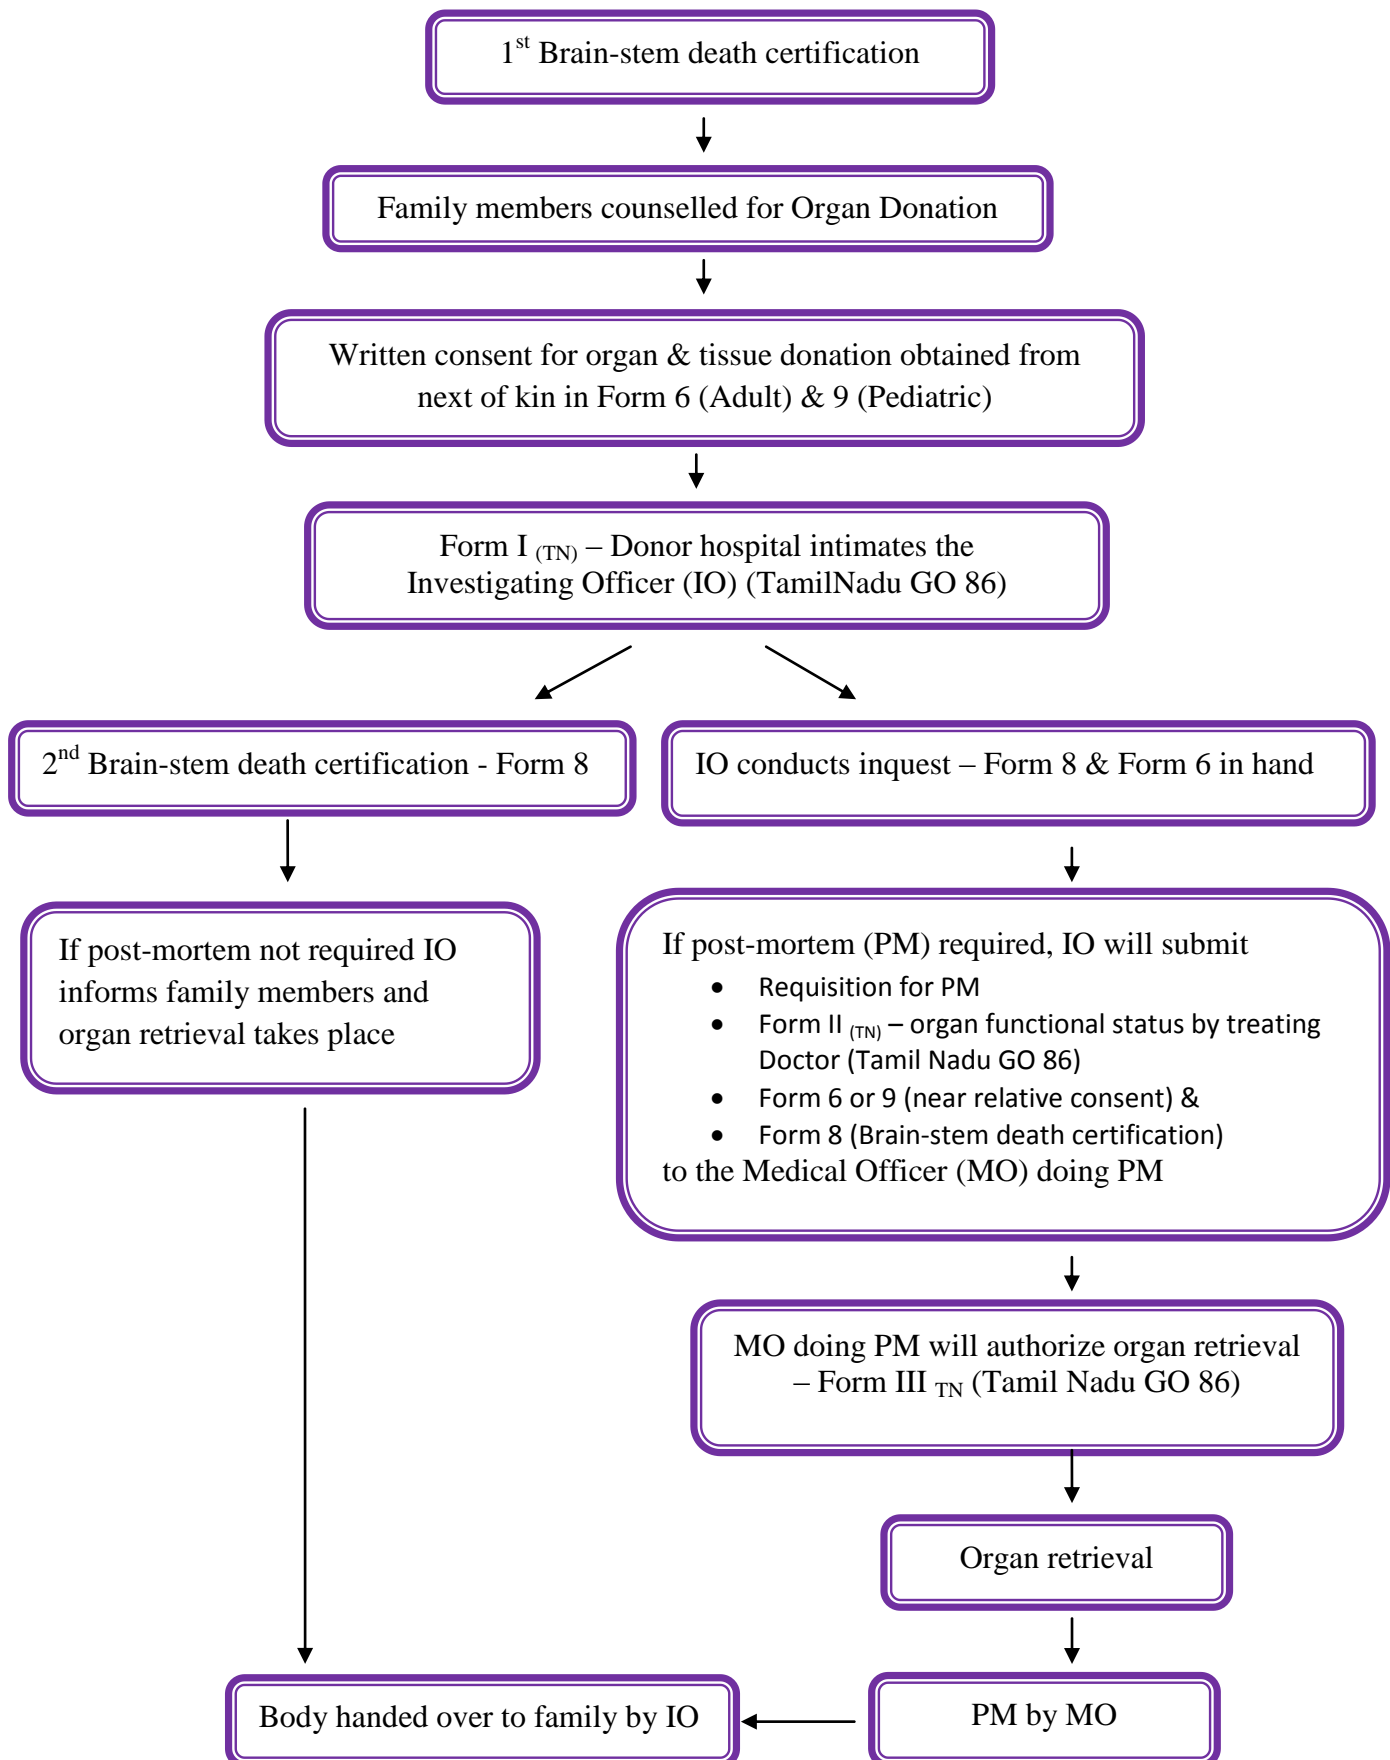 1st Brain-stem death certification
Family members counselled for Organ Donation
Written consent for organ & tissue donation obtained from
next of kin in Form 6 (Adult) & 9 (Pediatric)
Form I (TN) – Donor hospital intimates the
Investigating Officer (IO) (TamilNadu GO 86)
2nd Brain-stem death certification - Form 8
IO conducts inquest – Form 8 & Form 6 in hand
If post-mortem not required IO
informs family members and
organ retrieval takes place
If post-mortem (PM) required, IO will submit
• Requisition for PM
• Form II (TN) – organ functional status by treating
Doctor (Tamil Nadu GO 86)
• Form 6 or 9 (near relative consent) &
• Form 8 (Brain-stem death certification)
to the Medical Officer (MO) doing PM
MO doing PM will authorize organ retrieval
– Form III TN (Tamil Nadu GO 86)
Organ retrieval
Body handed over to family by IO
PM by MO